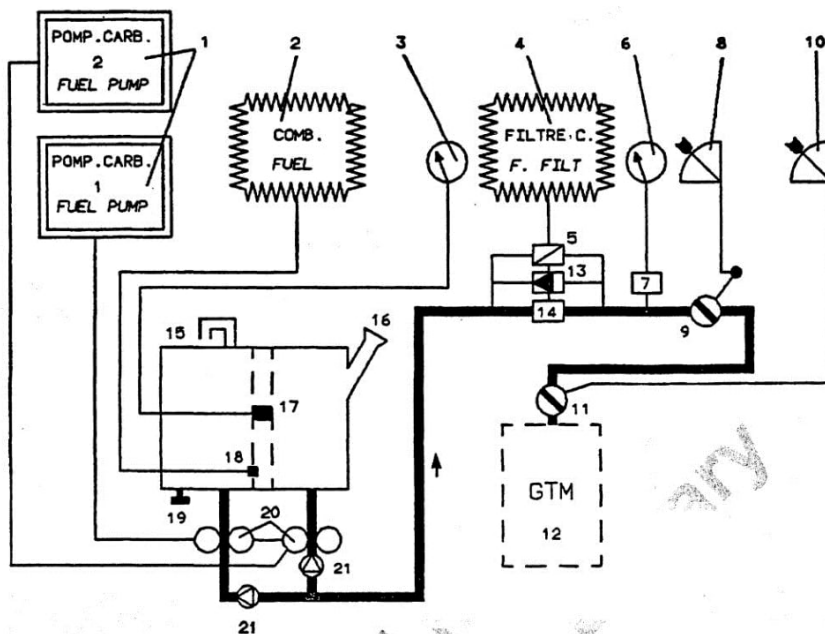 1 2 3 4 6 8 10
POMP.CARB.
2
FUEL PUMP
POMP.CARB.
1
FUEL PUMP
COMB.
FUEL
FILTRE.C.
F. FILT
5
13
7
14
9
15
16
17
18
11
19
20
GTM
12
21
21